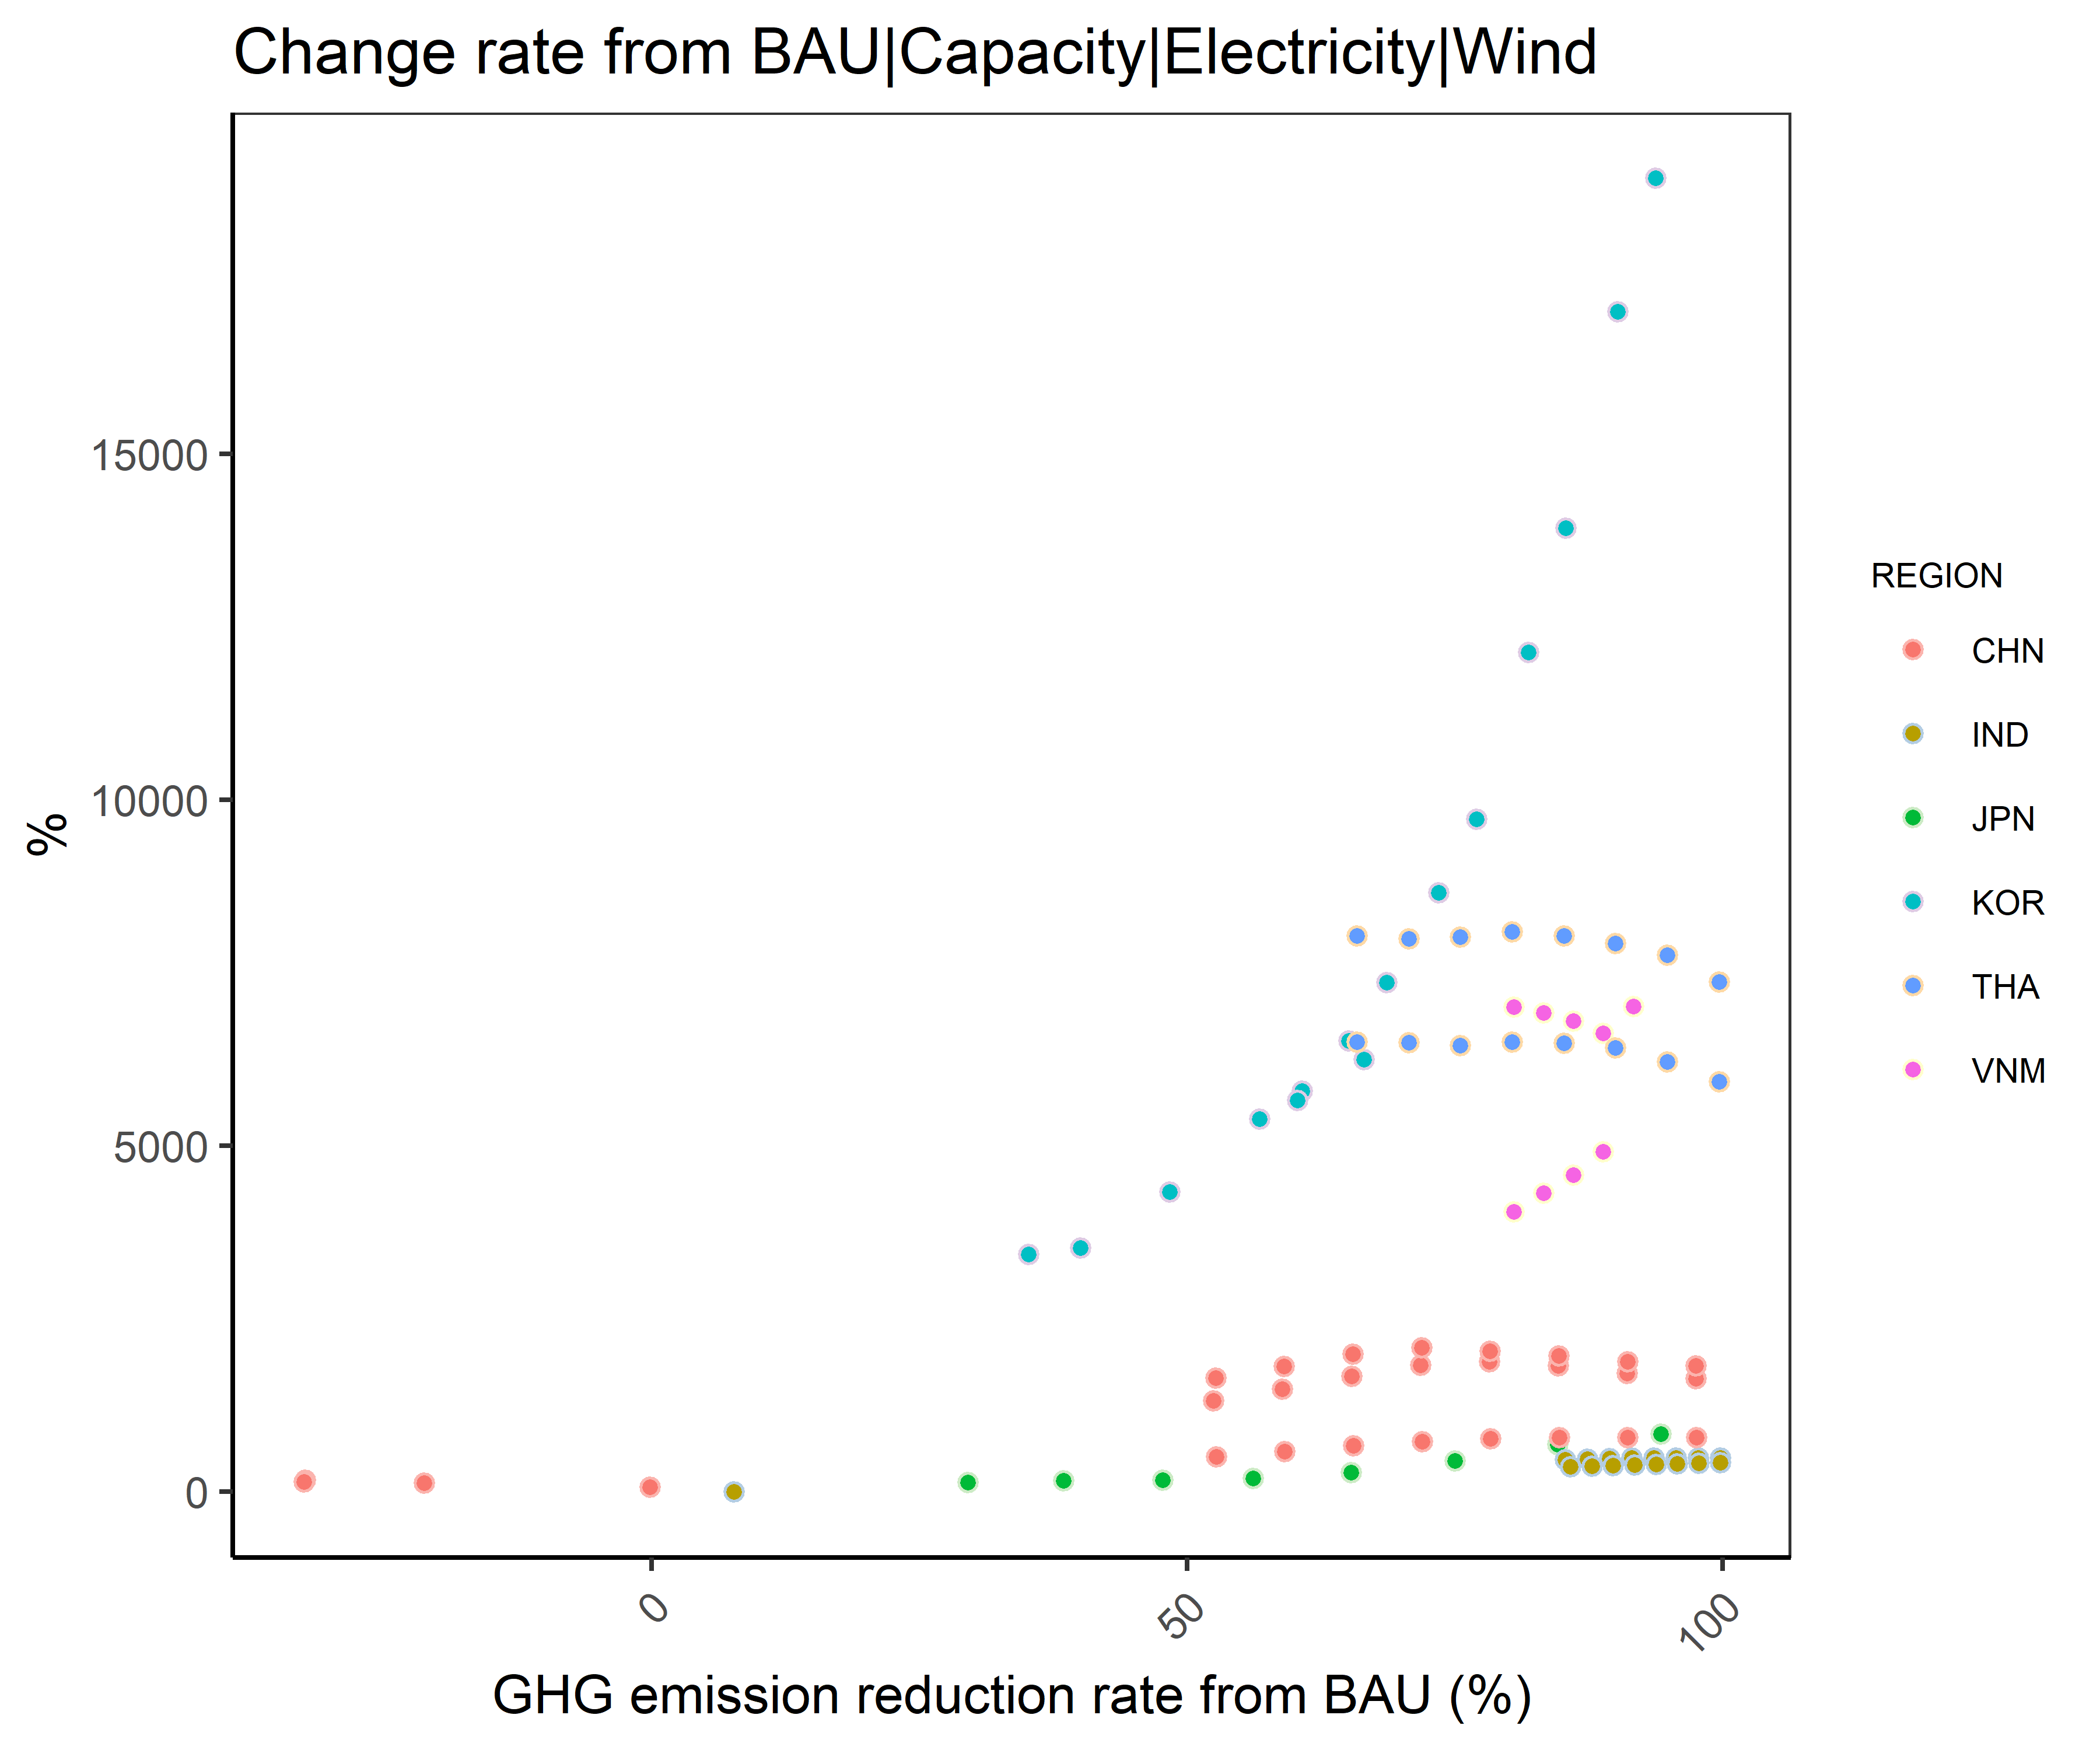 Change rate from BAU|Capacity|Electricity|Wind
15000
10000
5000
0
%
0
50
100
GHG emission reduction rate from BAU (%)
REGION
CHN
IND
JPN
KOR
THA
VNM